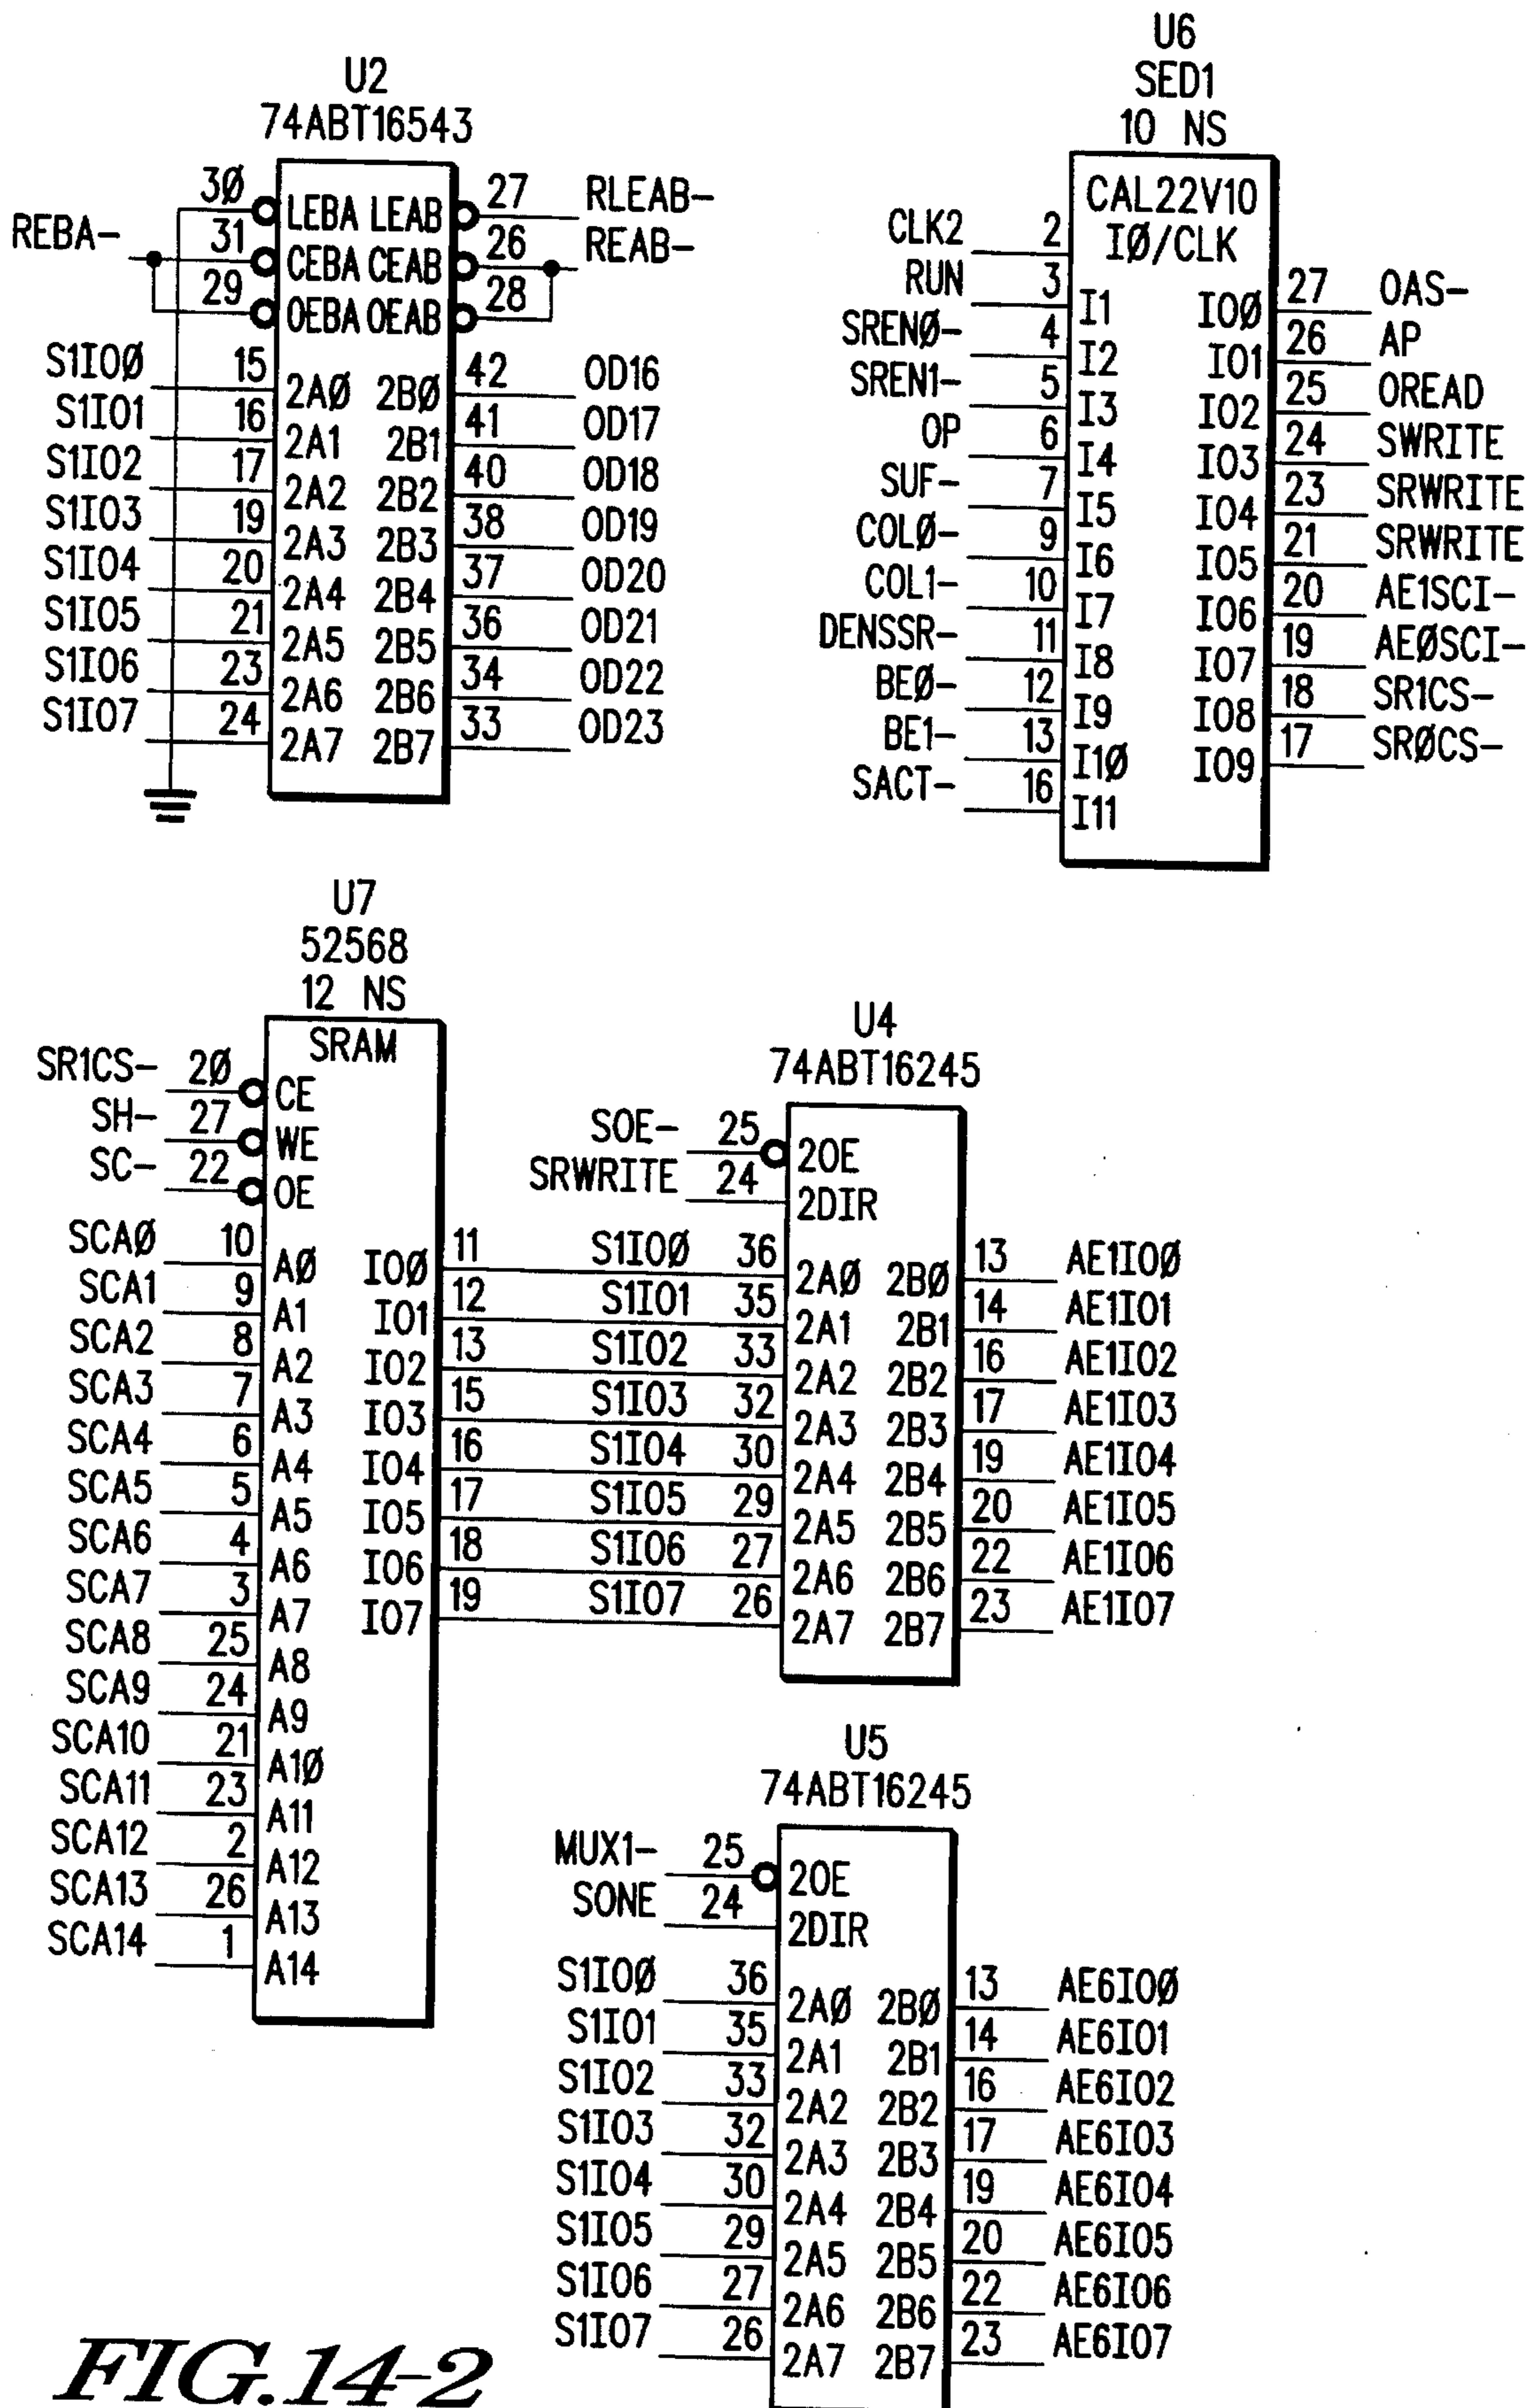 U2
74ABT16543
30 LEBA LEAB 27 RLEAB-
REBA- 31 CEBA CEAB 26 REAB-
29 OEBA OEAB 28
S1IOØ 15 2AØ 2BØ 42 OD16
S1IO1 16 2A1 2B1 41 OD17
S1IO2 17 2A2 2B2 40 OD18
S1IO3 19 2A3 2B3 38 OD19
S1IO4 20 2A4 2B4 37 OD20
S1IO5 21 2A5 2B5 36 OD21
S1IO6 23 2A6 2B6 34 OD22
S1IO7 24 2A7 2B7 33 OD23
U6
SED1
10 NS
CAL22V10
CLK2 2 IØ/CLK
RUN 3 I1 IOØ 27 OAS-
SRENØ- 4 I2 IO1 26 AP
SREN1- 5 I3 IO2 25 OREAD
OP 6 I4 IO3 24 SWRITE
SUF- 7 I5 IO4 23 SRWRITE
COLØ- 9 I6 IO5 21 SRWRITE
COL1- 10 I7 IO6 20 AE1SCI-
DENSSR- 11 I8 IO7 19 AEØSCI-
BEØ- 12 I9 IO8 18 SR1CS-
BE1- 13 I1Ø IO9 17 SRØCS-
SACT- 16 I11
U7
52568
12 NS
SRAM
SR1CS- 2Ø CE
SH- 27 WE
SC- 22 OE
SCAØ 10 AØ IOØ 11
SCA1 9 A1 IO1 12
SCA2 8 A2 IO2 13
SCA3 7 A3 IO3 15
SCA4 6 A4 IO4 16
SCA5 5 A5 IO5 17
SCA6 4 A6 IO6 18
SCA7 3 A7 IO7 19
SCA8 25 A8
SCA9 24 A9
SCA10 21 A1Ø
SCA11 23 A11
SCA12 2 A12
SCA13 26 A13
SCA14 1 A14
U4
74ABT16245
SOE- 25 2OE
SRWRITE 24 2DIR
S1IOØ 36 2AØ 2BØ 13 AE1IOØ
S1IO1 35 2A1 2B1 14 AE1IO1
S1IO2 33 2A2 2B2 16 AE1IO2
S1IO3 32 2A3 2B3 17 AE1IO3
S1IO4 30 2A4 2B4 19 AE1IO4
S1IO5 29 2A5 2B5 20 AE1IO5
S1IO6 27 2A6 2B6 22 AE1IO6
S1IO7 26 2A7 2B7 23 AE1IO7
U5
74ABT16245
MUX1- 25 2OE
SONE 24 2DIR
S1IOØ 36 2AØ 2BØ 13 AE6IOØ
S1IO1 35 2A1 2B1 14 AE6IO1
S1IO2 33 2A2 2B2 16 AE6IO2
S1IO3 32 2A3 2B3 17 AE6IO3
S1IO4 30 2A4 2B4 19 AE6IO4
S1IO5 29 2A5 2B5 20 AE6IO5
S1IO6 27 2A6 2B6 22 AE6IO6
S1IO7 26 2A7 2B7 23 AE6IO7
FIG.14-2